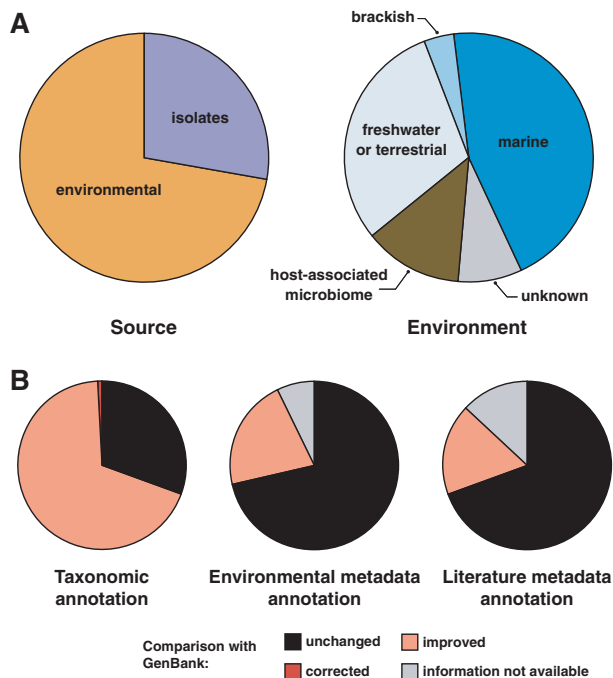 A
brackish
isolates
environmental
freshwater
or terrestrial
marine
host-associated
microbiome
unknown
Source
Environment
B
Taxonomic
annotation
Environmental metadata
annotation
Literature metadata
annotation
Comparison with
GenBank:
unchanged
improved
corrected
information not available